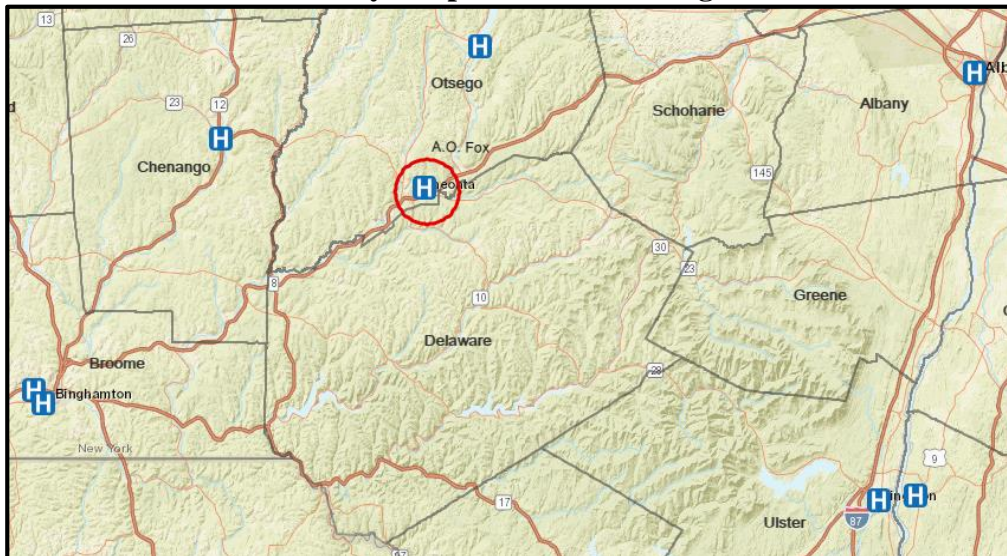 13
26
H
Otsego
H
Alb
23
12
Schoharie
Albany
H
Chenango
A.O. Fox
145
H
30
23
8
10
Greene
Delaware
Broome
28
H
H
Binghamton
New York
9
17
H
H
Ulster
87